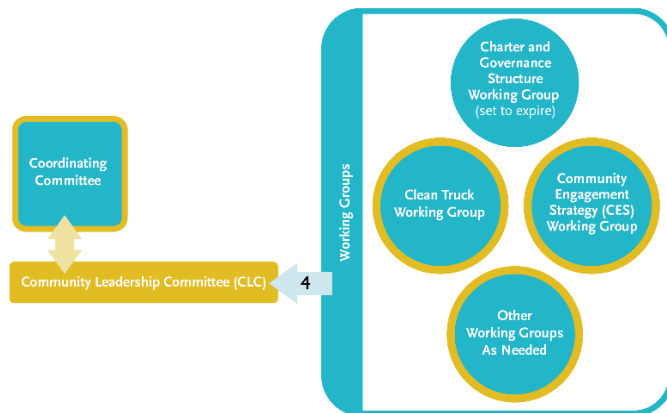 Charter and
Governance
Structure
Working Group
(set to expire)
Coordinating
Committee
Clean Truck
Working Group
Community
Engagement
Strategy (CES)
Working Group
Working Groups
Community Leadership Committee (CLC)
4
Other
Working Groups
As Needed